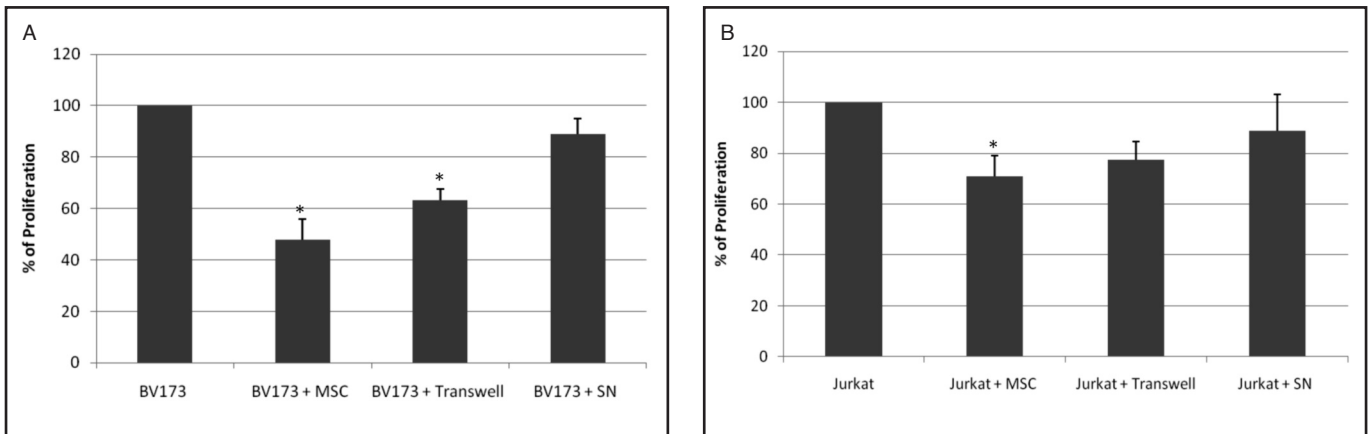 A
120
100
80
60
40
20
0
% of Proliferation
*
*
BV173
BV173 + MSC
BV173 + Transwell
BV173 + SN
B
120
100
80
60
40
20
0
% of Proliferation
*
Jurkat
Jurkat + MSC
Jurkat + Transwell
Jurkat + SN